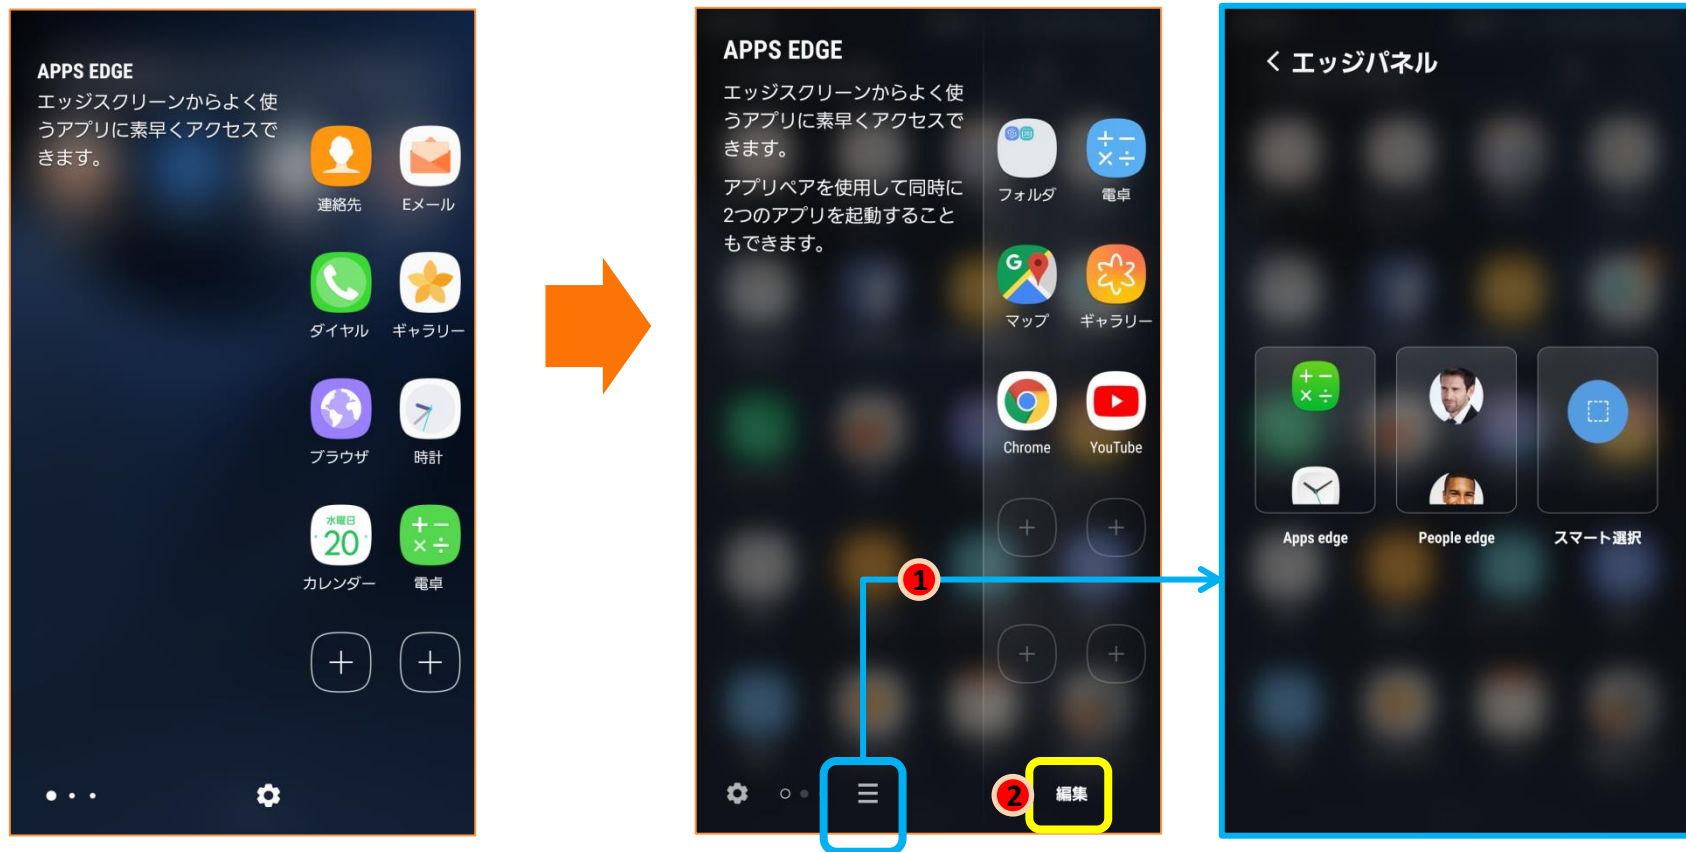 APPS EDGE
エッジスクリーンからよく使
うアプリに素早くアクセスで
きます。
連絡先
Eメール
ダイヤル
ギャラリー
ブラウザ
時計
水曜日
20
カレンダー
電卓
APPS EDGE
エッジスクリーンからよく使
うアプリに素早くアクセスで
きます。
アプリペアを使用して同時に
2つのアプリを起動すること
もできます。
フォルダ
電卓
G
マップ
ギャラリー
Chrome
YouTube
1
2
編集
エッジパネル
Apps edge
People edge
スマート選択